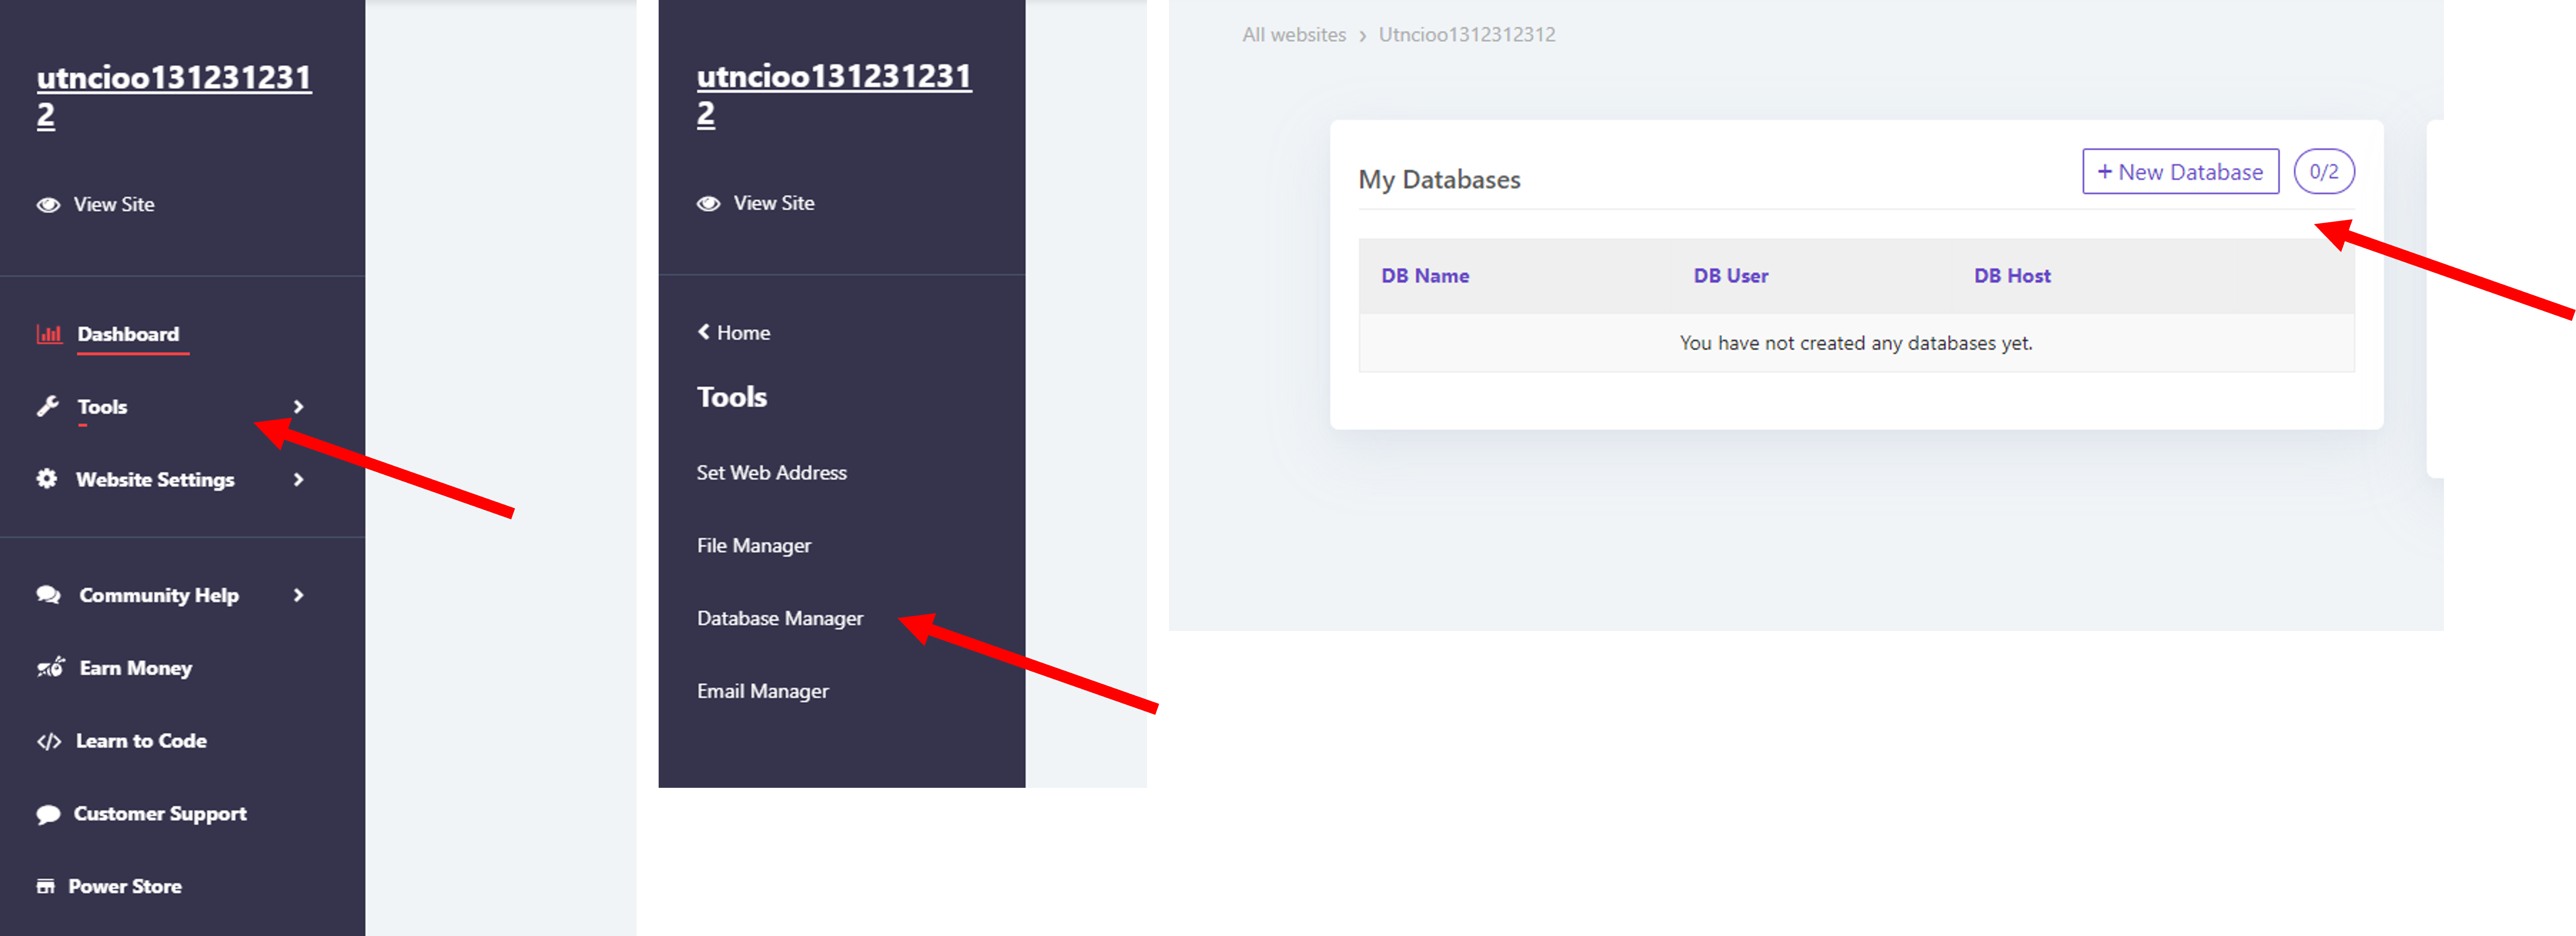 utncioo131231231
2
View Site
Dashboard
Tools
Website Settings
Community Help
Earn Money
Learn to Code
Customer Support
Power Store
utncioo131231231
2
View Site
Home
Tools
Set Web Address
File Manager
Database Manager
Email Manager
All websites › Utncioo1312312312
My Databases + New Database 0/2
DB Name DB User DB Host
You have not created any databases yet.